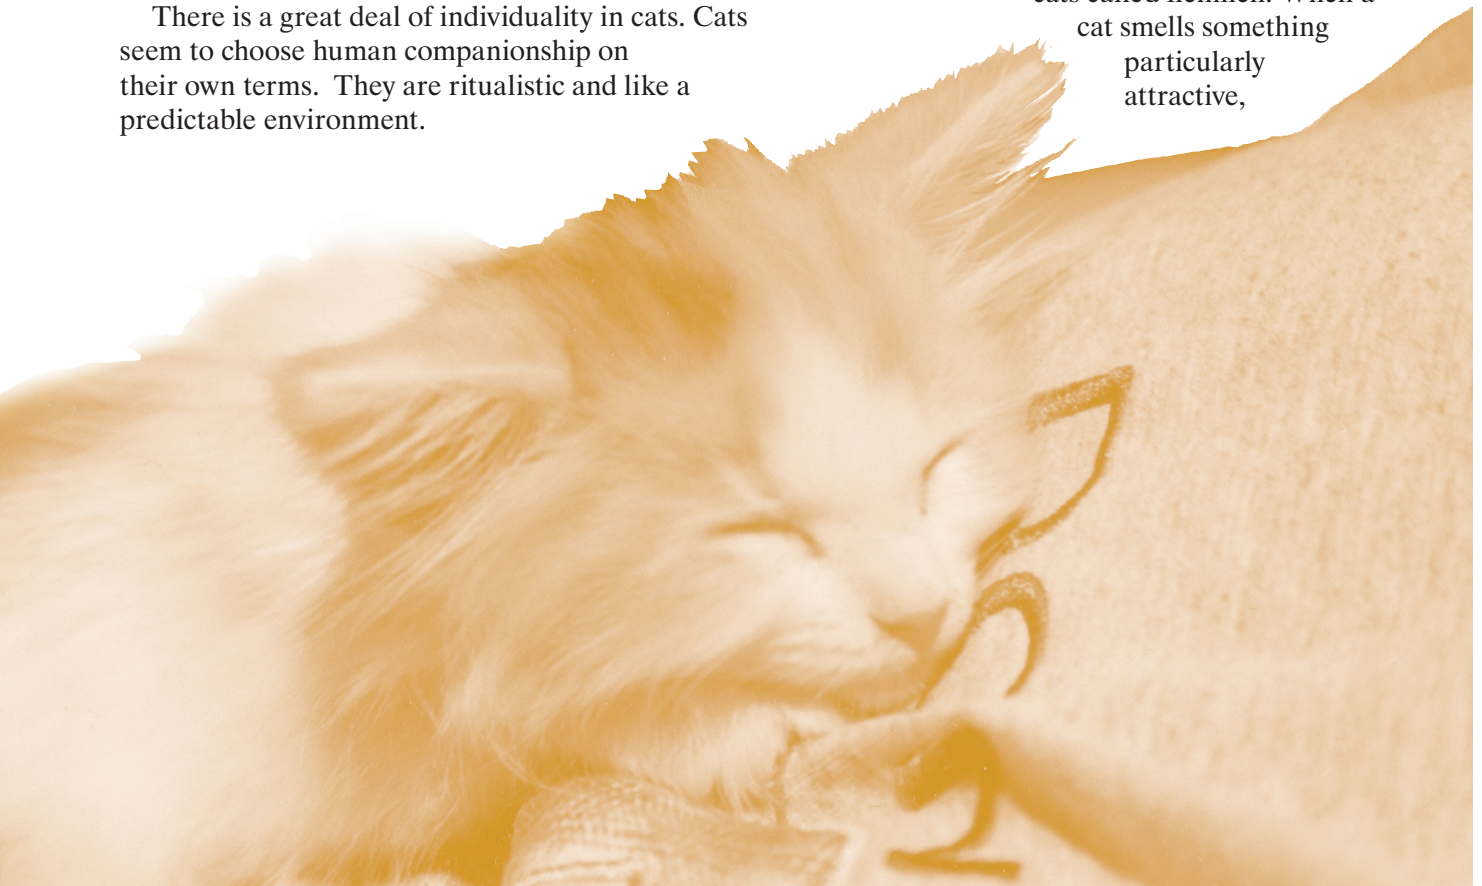 There is a great deal of individuality in cats. Cats
seem to choose human companionship on
their own terms. They are ritualistic and like a
predictable environment.
cat smells something
particularly
attractive,